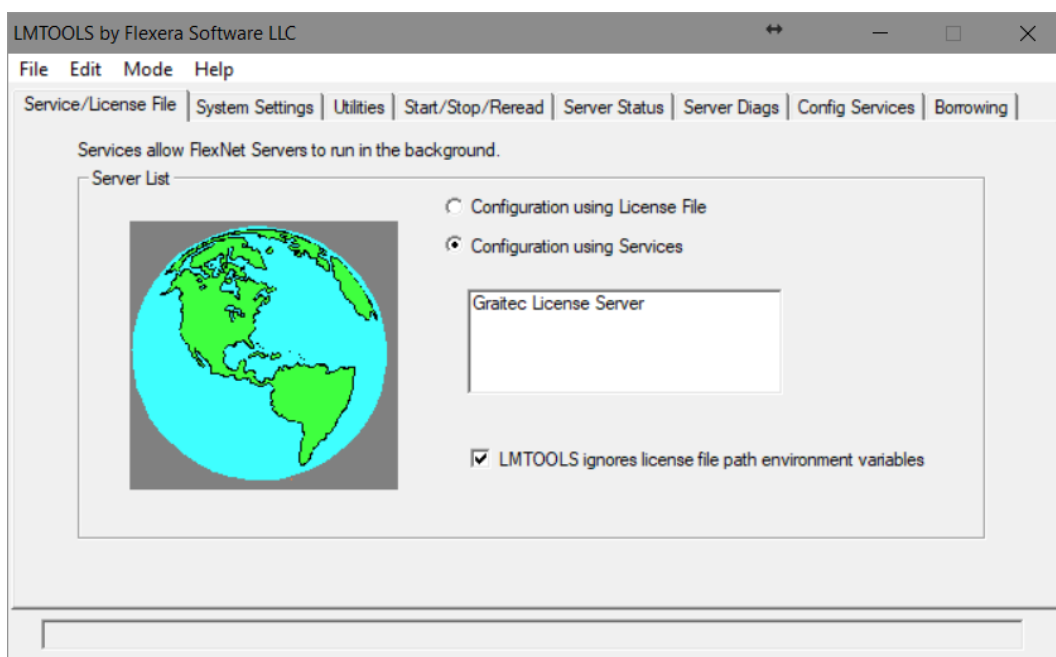 LMTOOLS by Flexera Software LLC
File Edit Mode Help
Service/License File System Settings Utilities Start/Stop/Reread Server Status Server Diags Config Services Borrowing
Services allow FlexNet Servers to run in the background.
Server List
Configuration using License File
Configuration using Services
Graitec License Server
LMTOOLS ignores license file path environment variables